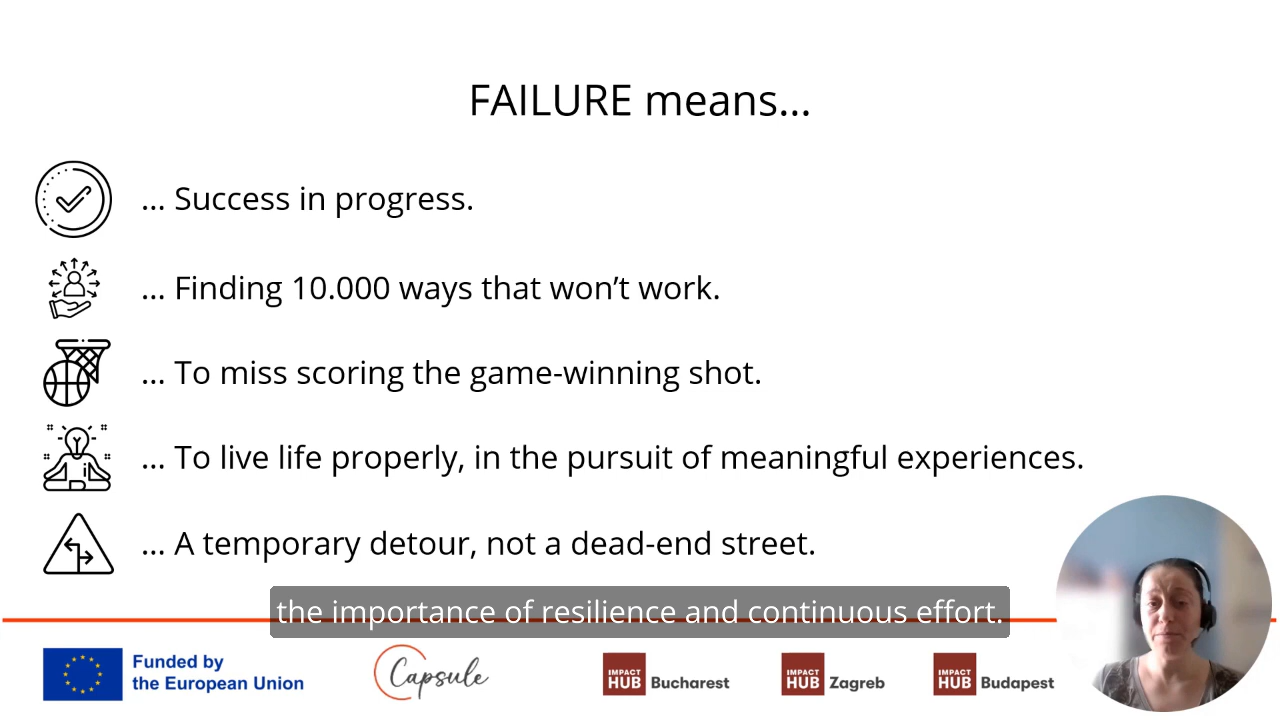 FAILURE means...
... Success in progress.
... Finding 10.000 ways that won’t work.
... To miss scoring the game-winning shot.
... To live life properly, in the pursuit of meaningful experiences.
... A temporary detour, not a dead-end street.
the importance of resilience and continuous effort.
Funded by
the European Union
Capsule
IMPACT
HUB Bucharest
IMPACT
HUB Zagreb
IMPACT
HUB Budapest